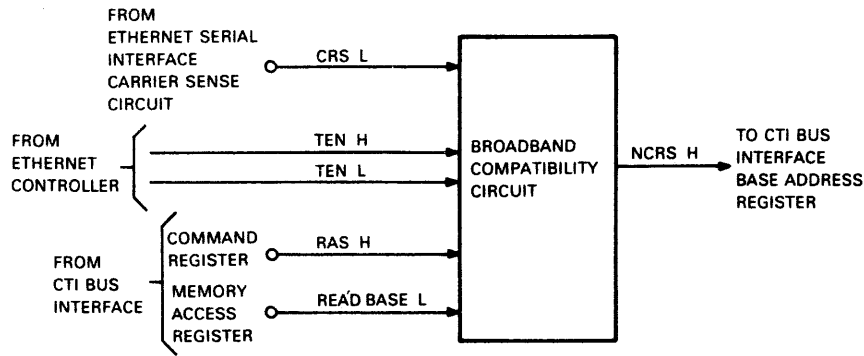 FROM
ETHERNET SERIAL
INTERFACE
CARRIER SENSE
CIRCUIT
CRS L
FROM
ETHERNET
CONTROLLER
TEN H
TEN L
BROADBAND
COMPATIBILITY
CIRCUIT
NCRS H
TO CTI BUS
INTERFACE
BASE ADDRESS
REGISTER
FROM
CTI BUS
INTERFACE
COMMAND
REGISTER
RAS H
MEMORY
ACCESS
REGISTER
READ BASE L